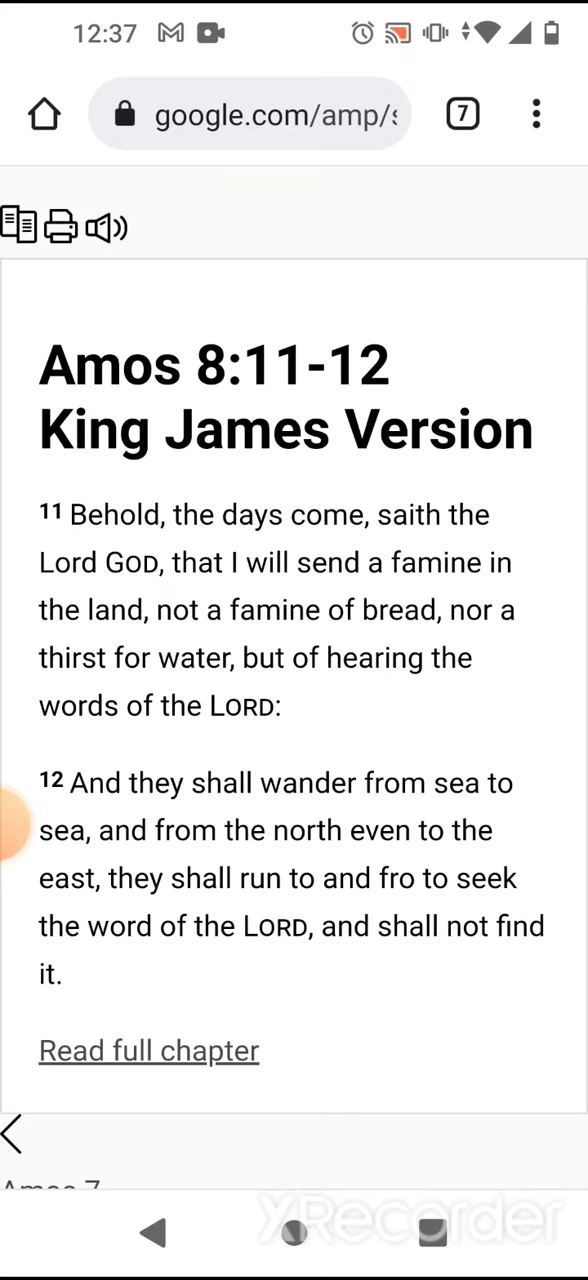 12:37
google.com/amp/s
7
Amos 8:11-12
King James Version
11 Behold, the days come, saith the
Lord GOD, that I will send a famine in
the land, not a famine of bread, nor a
thirst for water, but of hearing the
words of the LORD:
12 And they shall wander from sea to
sea, and from the north even to the
east, they shall run to and fro to seek
the word of the LORD, and shall not find
it.
Read full chapter
Amos 7
XRecorder